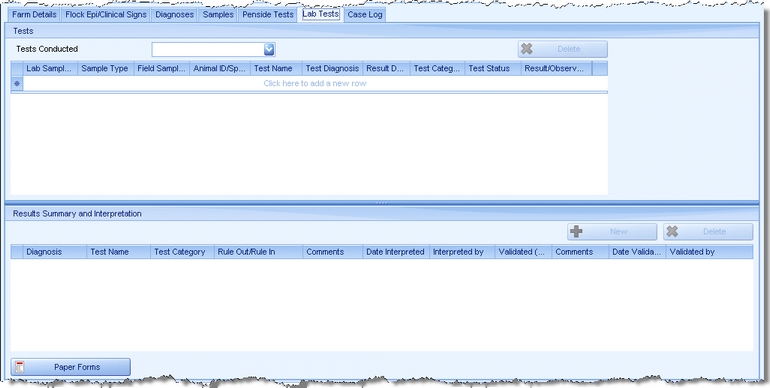 Farm Details Flock Epi/Clinical Signs Diagnoses Samples Penside Tests Lab Tests Case Log
Tests
Tests Conducted Delete
Lab Sampl... Sample Type Field Sampl... Animal ID/Sp... Test Name Test Diagnosis Result D... Test Categ... Test Status Result/Observ...
Click here to add a new row
Results Summary and Interpretation
New Delete
Diagnosis Test Name Test Category Rule Out/Rule In Comments Date Interpreted Interpreted by Validated (... Comments Date Valida... Validated by
Paper Forms